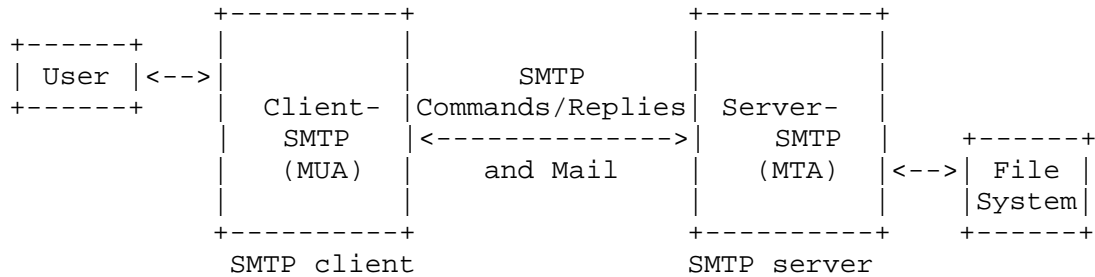 +----------+                +----------+
+------+    |          |                |          |
| User |<-->|          |      SMTP      |          |
+------+    |  Client- |Commands/Replies| Server-  |
            |   SMTP   |<-------------->|    SMTP  |    +------+
            |   (MUA)  |    and Mail    |   (MTA)  |<-->| File |
            |          |                |          |    |System|
            +----------+                +----------+    +------+
            SMTP client                 SMTP server